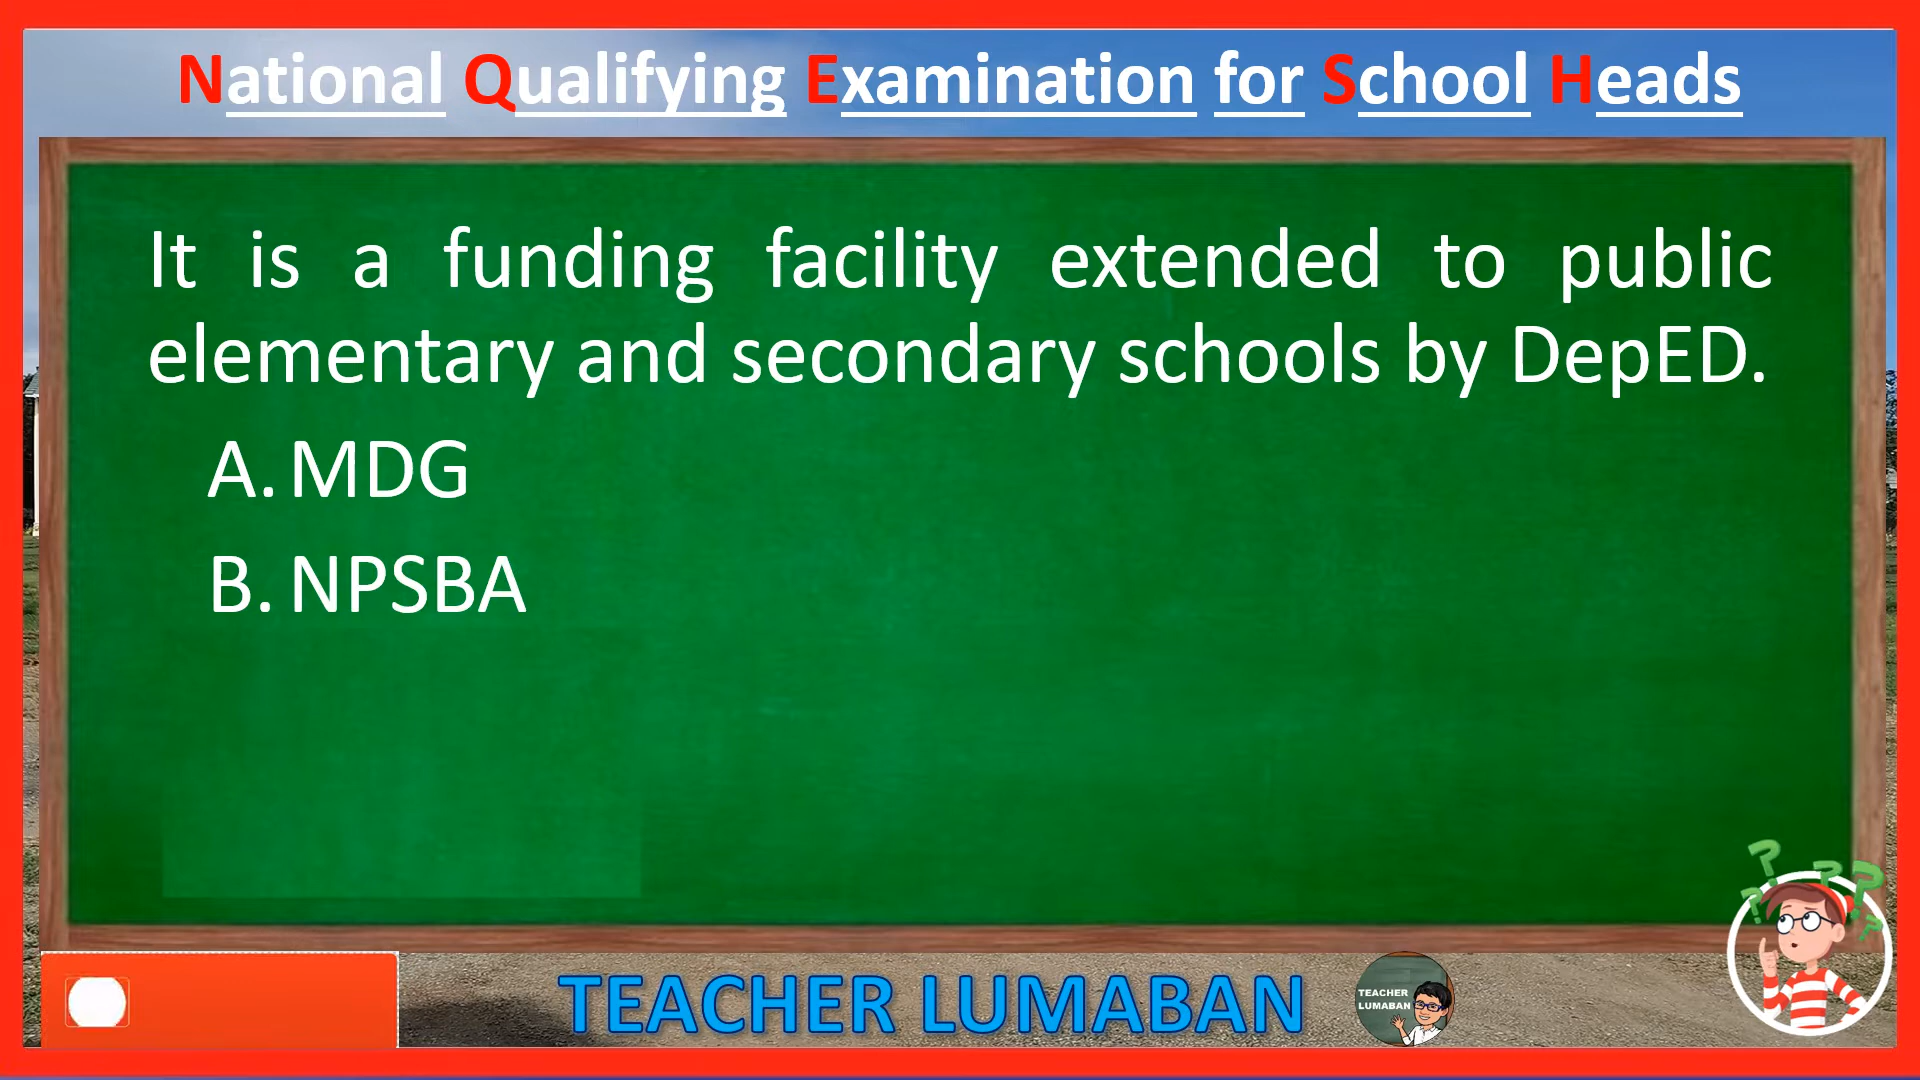 National Qualifying Examination for School Heads
It is a funding facility extended to public
elementary and secondary schools by DepED.
A. MDG
B. NPSBA
TEACHER LUMABAN
TEACHER
LUMABAN